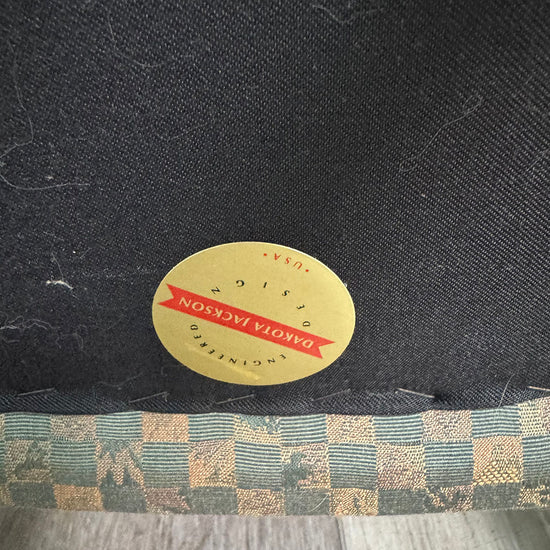 ENGINEERED
DAKOTA JACKSON
DESIGN
• USA •